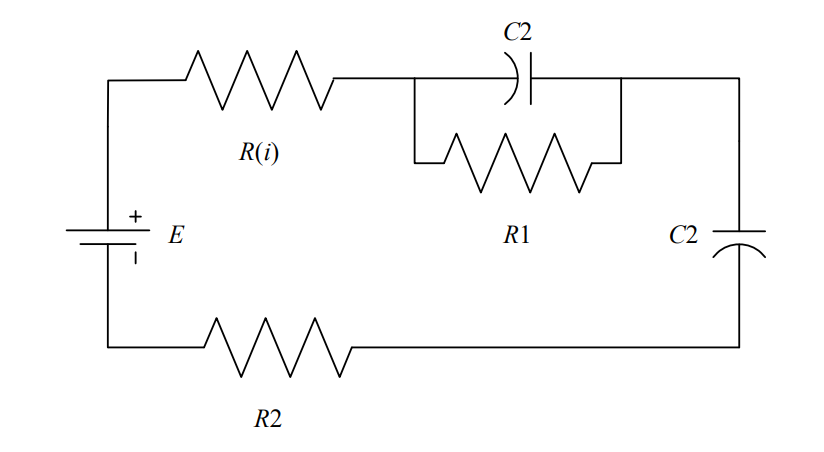 C2
R(i)
+
E
R1
C2
R2